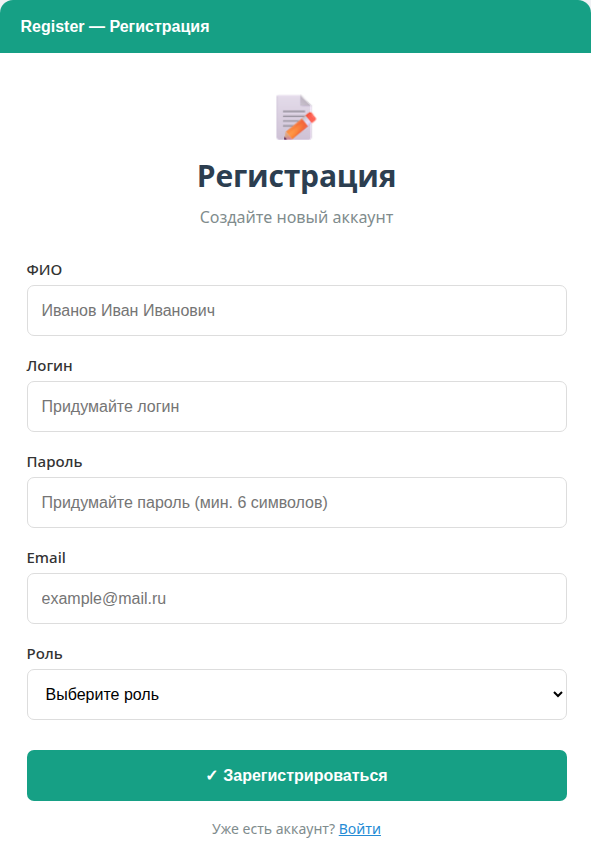 Register — Регистрация
Регистрация
Создайте новый аккаунт
ФИО
Иванов Иван Иванович
Логин
Придумайте логин
Пароль
Придумайте пароль (мин. 6 символов)
Email
example@mail.ru
Роль
Выберите роль
✓ Зарегистрироваться
Уже есть аккаунт? Войти